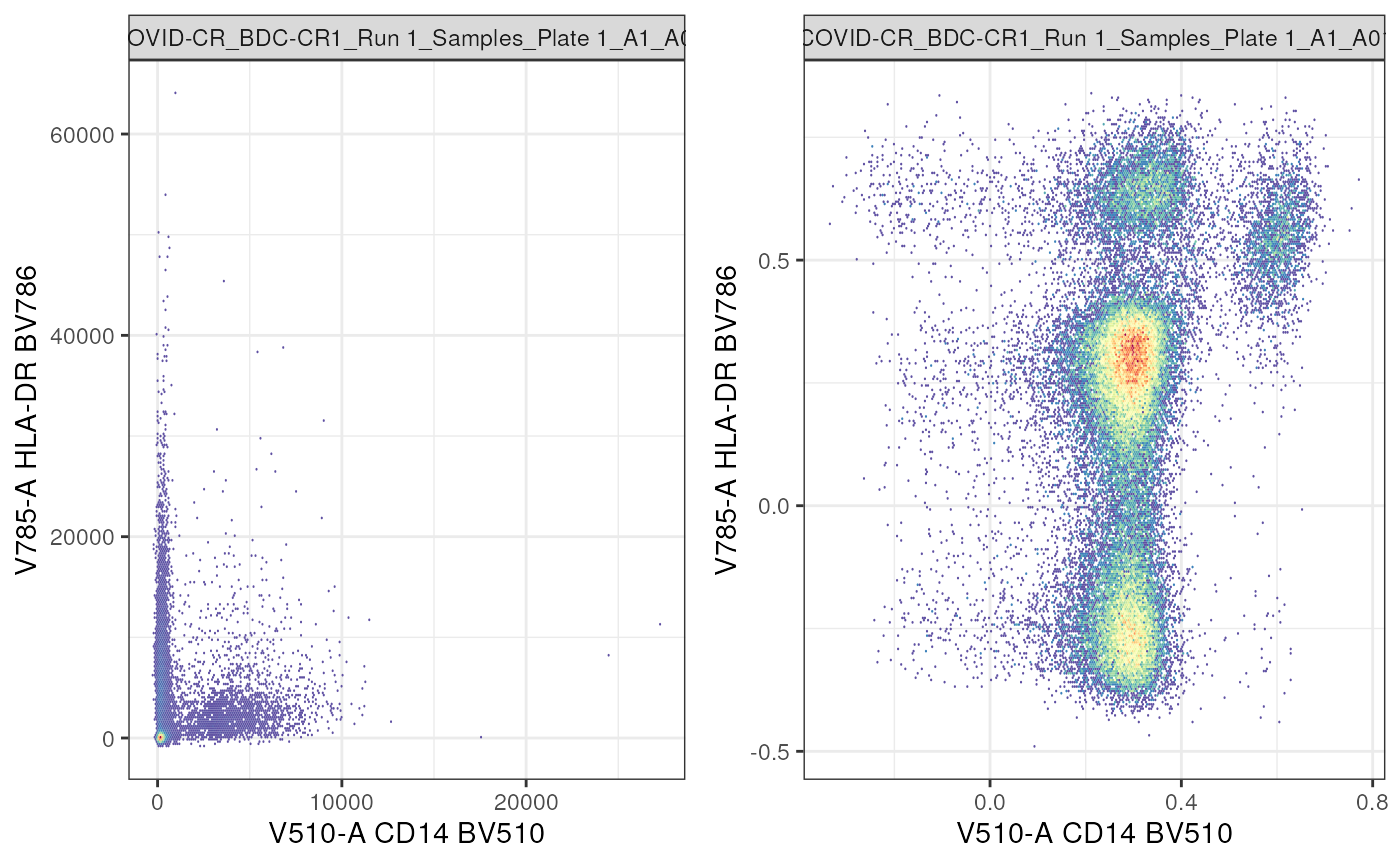 OVID-CR_BDC-CR1_Run 1_Samples_Plate 1_A1_A0
V785-A HLA-DR BV786
60000
40000
20000
0
0
10000
20000
V510-A CD14 BV510
COVID-CR_BDC-CR1_Run 1_Samples_Plate 1_A1_A0
V785-A HLA-DR BV786
0.5
0.0
-0.5
0.0
0.4
0.8
V510-A CD14 BV510